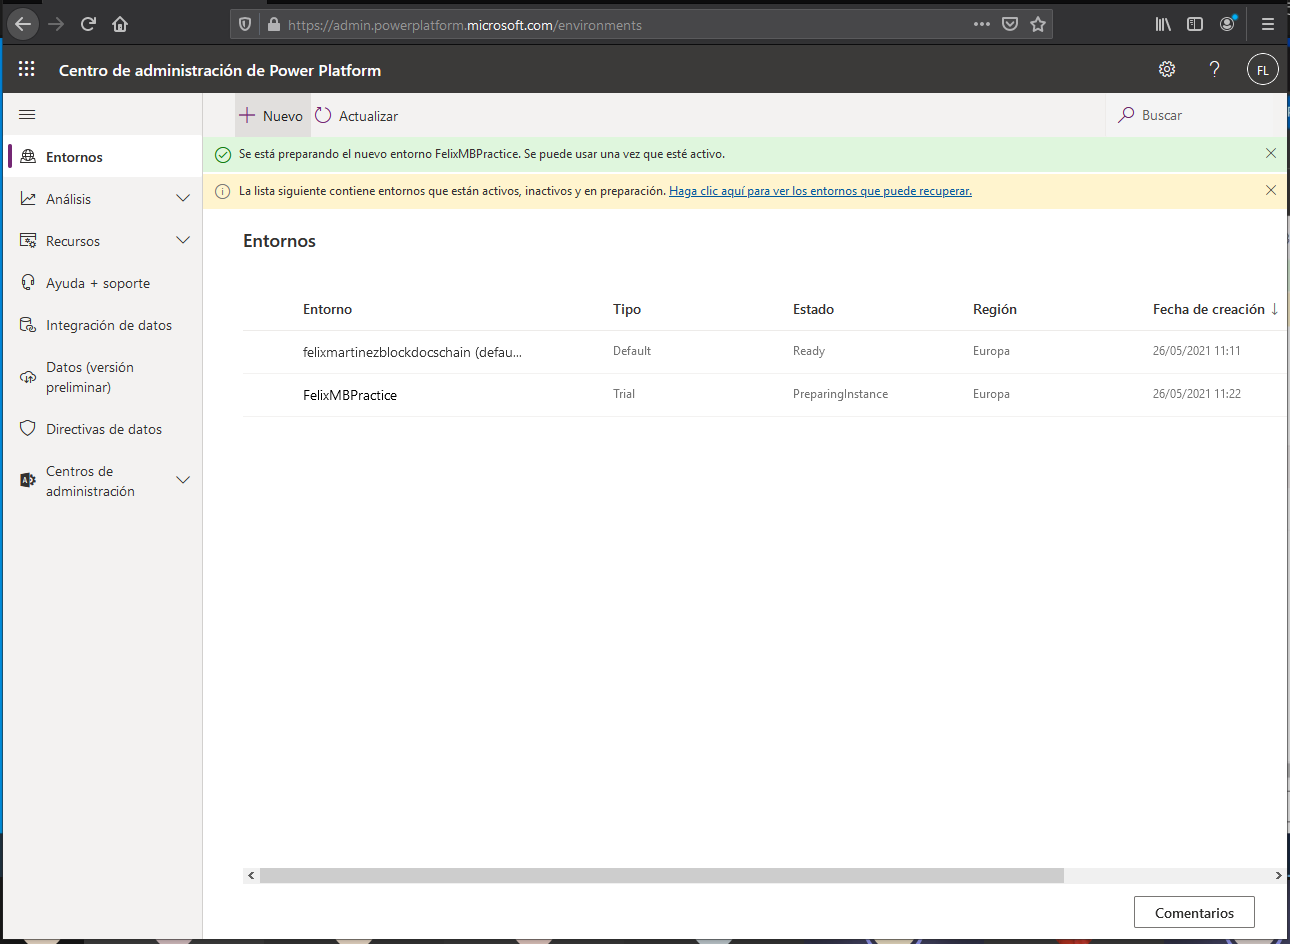 https://admin.powerplatform.microsoft.com/environments
Centro de administración de Power Platform
FL
Nuevo
Actualizar
Buscar
Entornos
Análisis
Recursos
Ayuda + soporte
Integración de datos
Datos (versión
preliminar)
Directivas de datos
Centros de
administración
Se está preparando el nuevo entorno FelixMBPractice. Se puede usar una vez que esté activo.
La lista siguiente contiene entornos que están activos, inactivos y en preparación. Haga clic aquí para ver los entornos que puede recuperar.
Entornos
Entorno Tipo Estado Región Fecha de creación ↓
felixmartinezblockdocschain (defau... Default Ready Europa 26/05/2021 11:11
FelixMBPractice Trial PreparingInstance Europa 26/05/2021 11:22
Comentarios